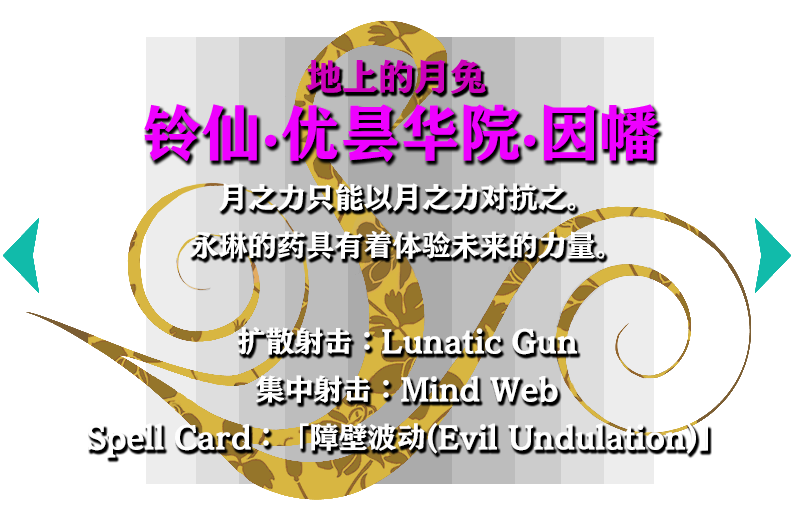 地上的月兔
铃仙·优昙华院·因幡
月之力只能以月之力对抗之。
永琳的药具有着体验未来的力量。
扩散射击：Lunatic Gun
集中射击：Mind Web
Spell Card：「障壁波动(Evil Undulation)」